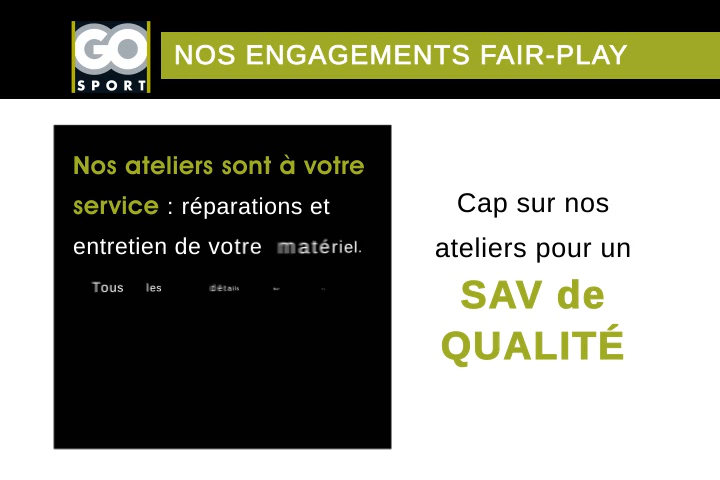 GO
SPORT
NOS ENGAGEMENTS FAIR-PLAY
Nos ateliers sont à votre
service : réparations et
entretien de votre matériel.
Tous les détails
Cap sur nos
ateliers pour un
SAV de
QUALITÉ